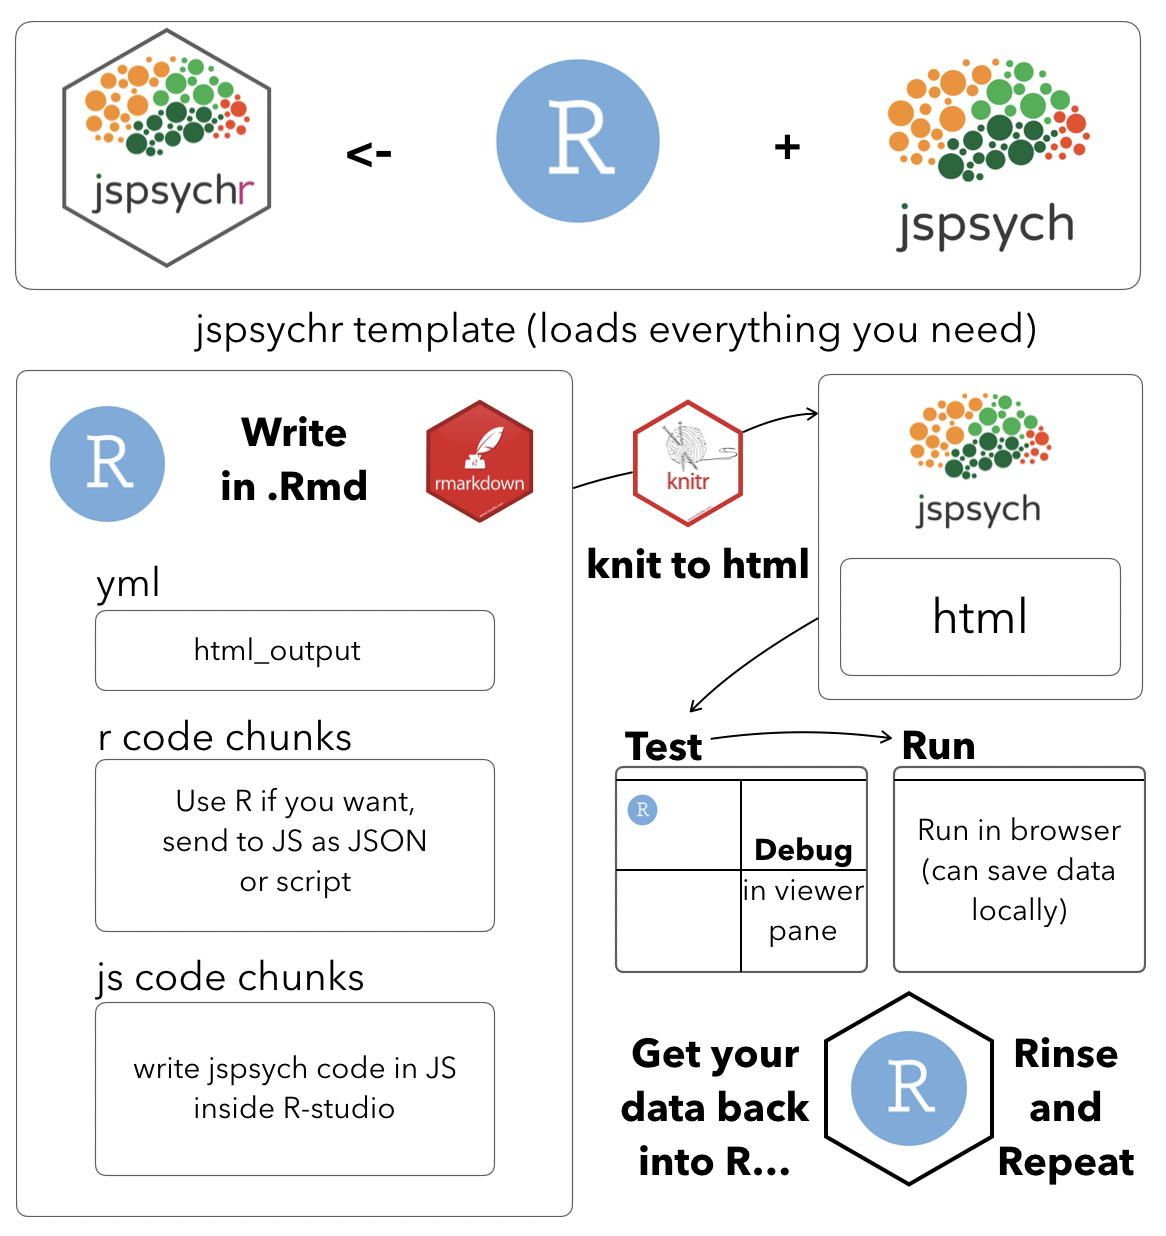 jspsychr
<-
R
+
jspsych
jspsychr template (loads everything you need)
R
Write
in .Rmd
rmarkdown
knitr
knit to html
jspsych
html
yml
html_output
r code chunks
Use R if you want,
send to JS as JSON
or script
js code chunks
write jspsych code in JS
inside R-studio
Test
Run
R
Debug
in viewer
pane
Run in browser
(can save data
locally)
Get your
data back
into R...
R
Rinse
and
Repeat